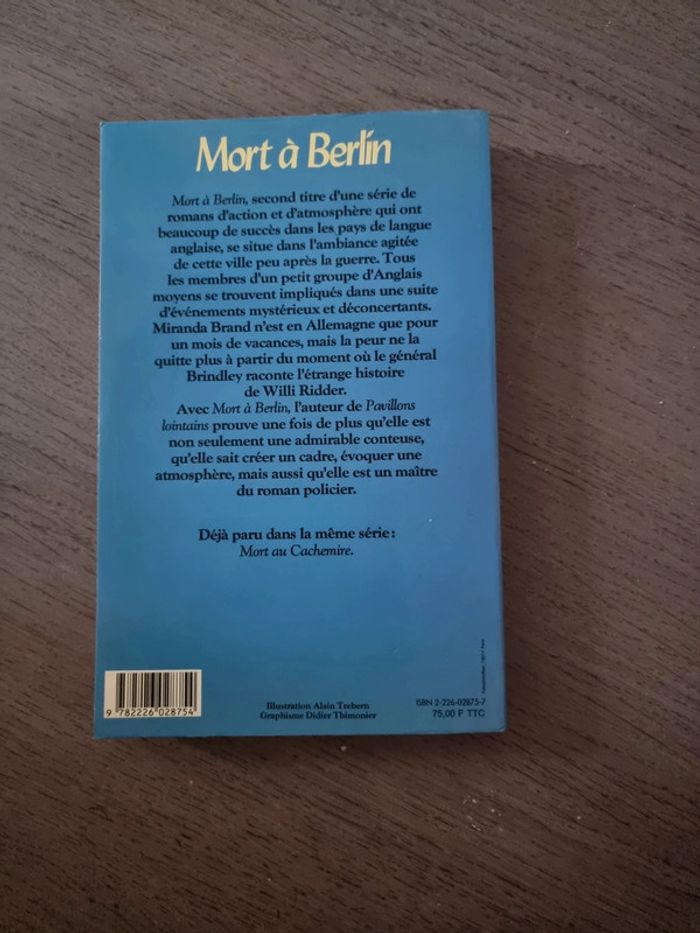 Mort à Berlin
Mort à Berlin, second titre d'une série de
romans d'action et d'atmosphère qui ont
beaucoup de succès dans les pays de langue
anglaise, se situe dans l'ambiance agitée
de cette ville peu après la guerre. Tous
les membres d'un petit groupe d'Anglais
moyens se trouvent impliqués dans une suite
d'événements mystérieux et déconcertants.
Miranda Brand n'est en Allemagne que pour
un mois de vacances, mais la peur ne la
quitte plus à partir du moment où le général
Brindley raconte l'étrange histoire
de Willi Ridder.
Avec Mort à Berlin, l'auteur de Pavillons
lointains prouve une fois de plus qu'elle est
non seulement une admirable conteuse,
qu'elle sait créer un cadre, évoquer une
atmosphère, mais aussi qu'elle est un maître
du roman policier.
Déjà paru dans la même série :
Mort au Cachemire.
9 782226 028754
Illustration Alain Trebern
Graphisme Didier Thimonier
ISBN 2-226-02875-7
75,00 F TTC